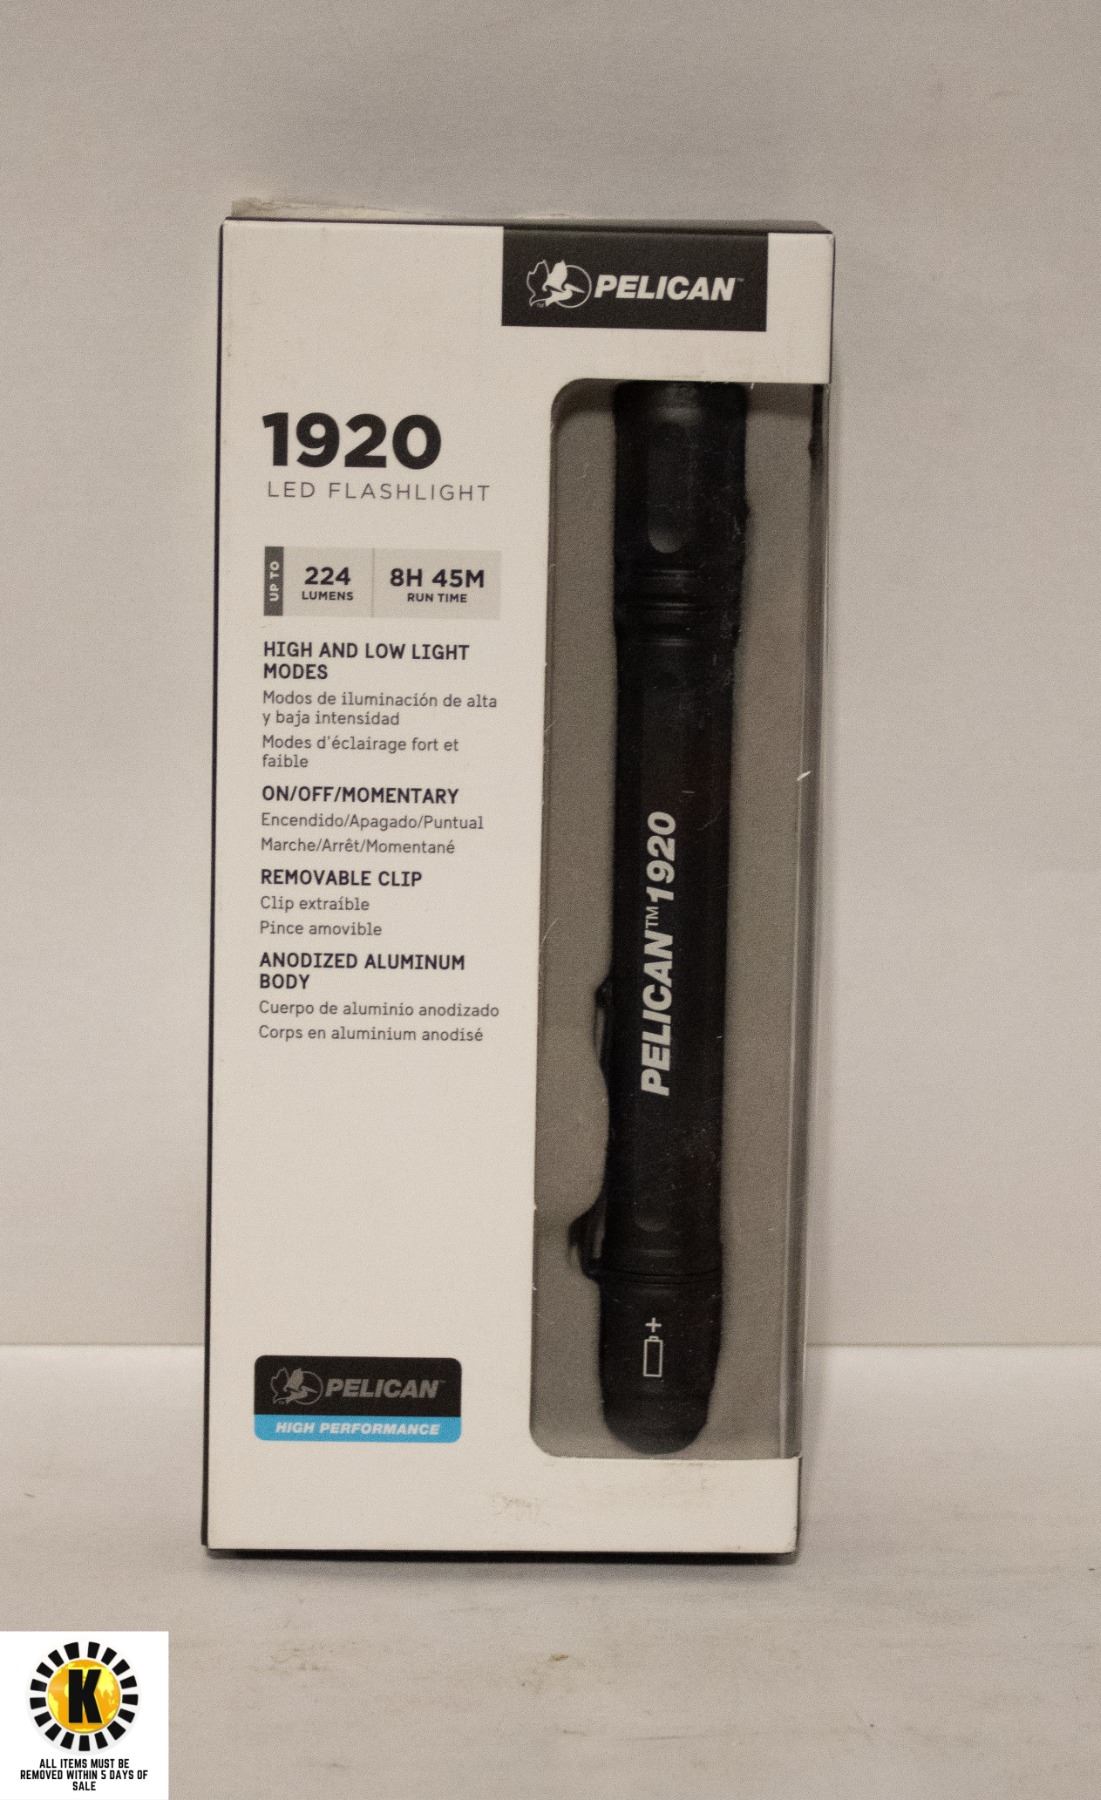 PELICAN™
1920
LED FLASHLIGHT
UP TO
224
LUMENS
8H 45M
RUN TIME
HIGH AND LOW LIGHT
MODES
Modos de iluminación de alta
y baja intensidad
Modes d'éclairage fort et
faible
ON/OFF/MOMENTARY
Encendido/Apagado/Puntual
Marche/Arrêt/Momentané
REMOVABLE CLIP
Clip extraíble
Pince amovible
ANODIZED ALUMINUM
BODY
Cuerpo de aluminio anodizado
Corps en aluminium anodisé
PELICAN™ 1920
+
PELICAN™
HIGH PERFORMANCE
K
ALL ITEMS MUST BE
REMOVED WITHIN 5 DAYS OF
SALE